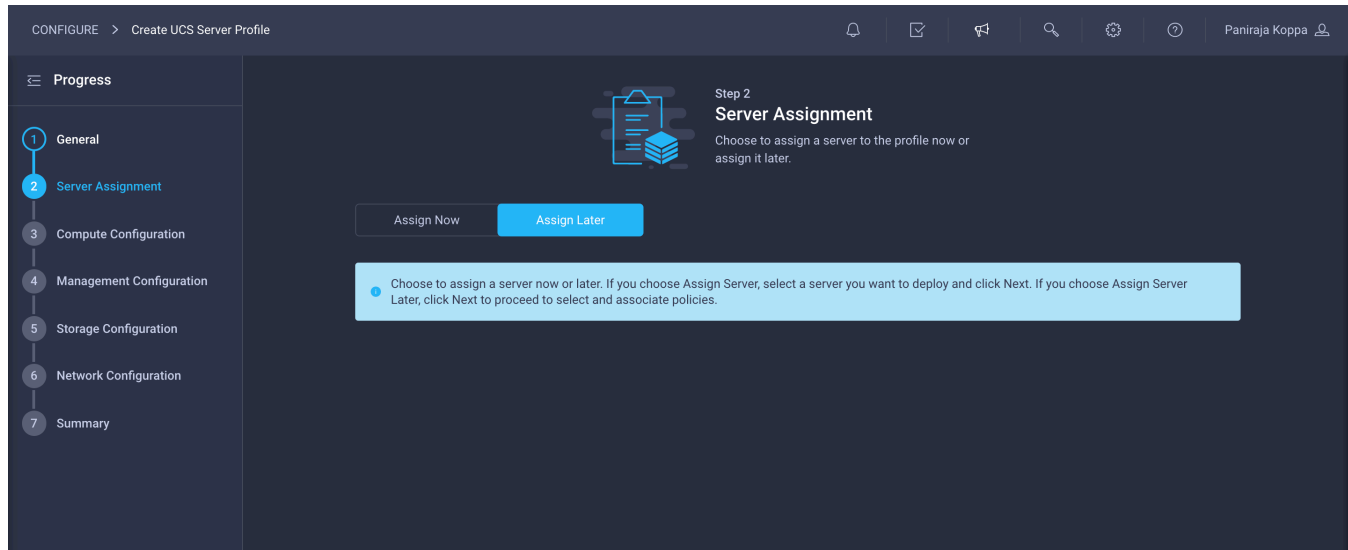 CONFIGURE > Create UCS Server Profile
Paniraja Koppa
Progress
1 General
2 Server Assignment
3 Compute Configuration
4 Management Configuration
5 Storage Configuration
6 Network Configuration
7 Summary
Step 2
Server Assignment
Choose to assign a server to the profile now or
assign it later.
Assign Now
Assign Later
Choose to assign a server now or later. If you choose Assign Server, select a server you want to deploy and click Next. If you choose Assign Server
Later, click Next to proceed to select and associate policies.